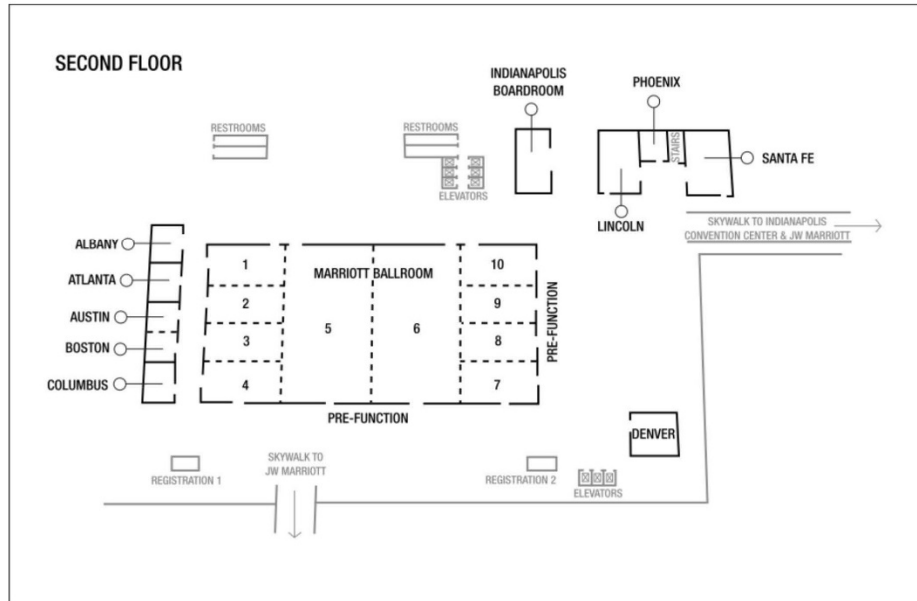 SECOND FLOOR
INDIANAPOLIS
BOARDROOM
PHOENIX
RESTROOMS
RESTROOMS
STAIRS
SANTA FE
ELEVATORS
LINCOLN
SKYWALK TO INDIANAPOLIS
CONVENTION CENTER & JW MARRIOTT
ALBANY
ATLANTA
AUSTIN
BOSTON
COLUMBUS
MARRIOTT BALLROOM
1
2
3
4
5
6
10
9
8
7
PRE-FUNCTION
PRE-FUNCTION
DENVER
SKYWALK TO
JW MARRIOTT
REGISTRATION 1
REGISTRATION 2
ELEVATORS